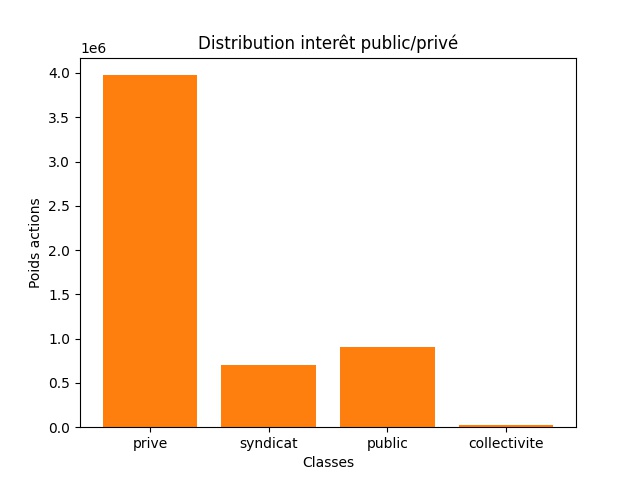 Distribution interêt public/privé
1e6
4.0
3.5
3.0
2.5
2.0
1.5
1.0
0.5
0.0
Poids actions
prive syndicat public collectivite
Classes